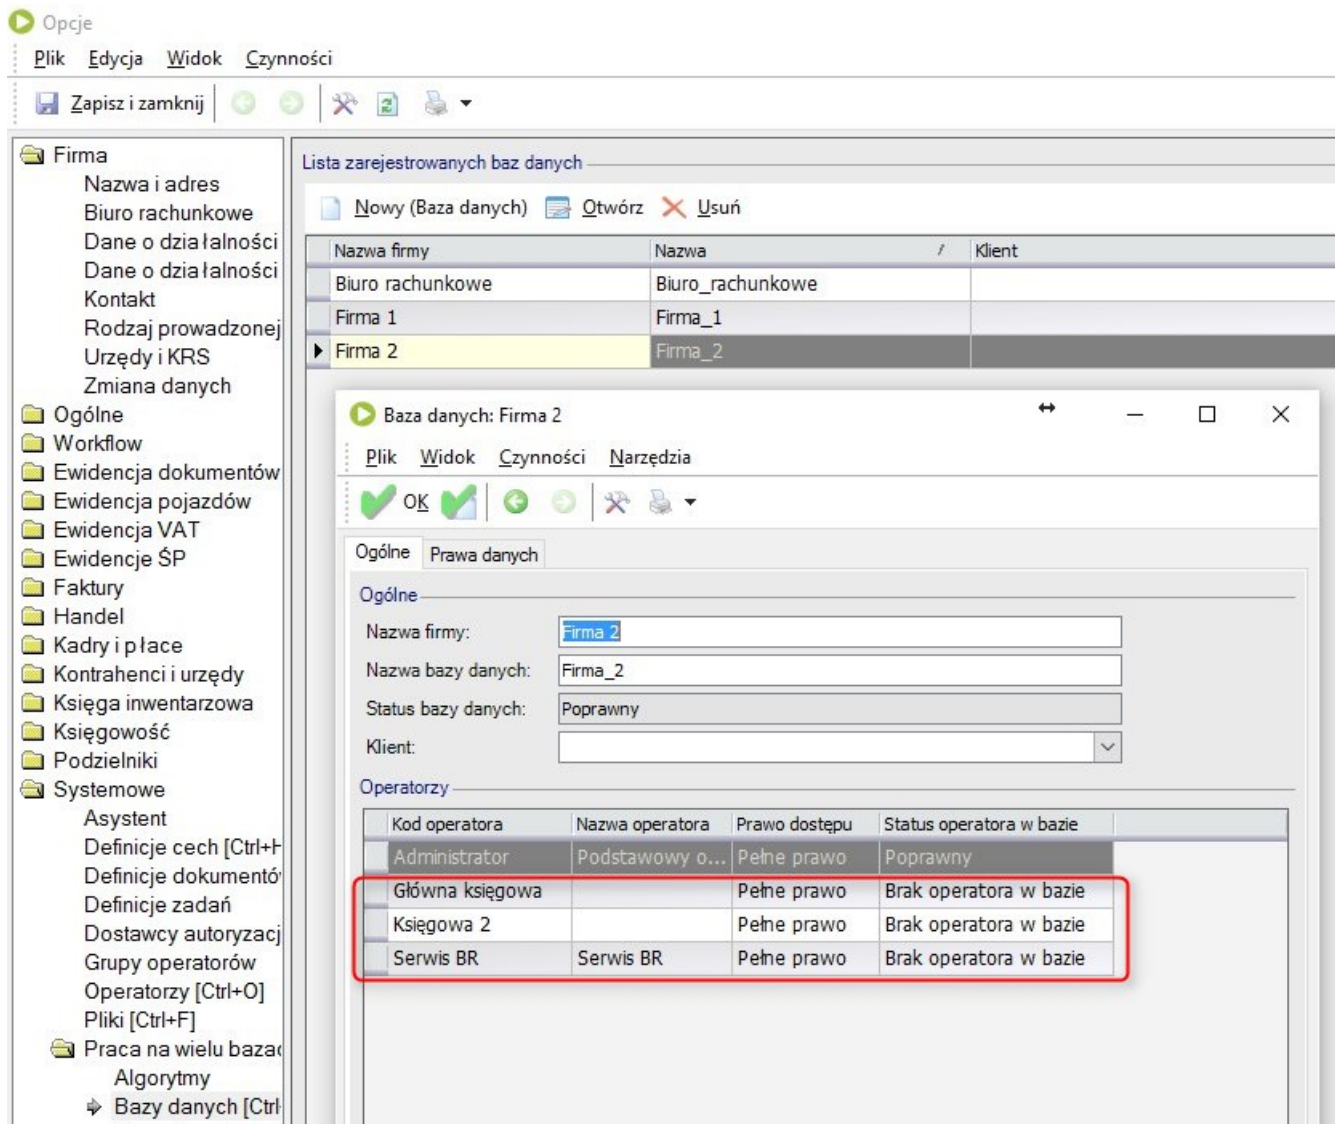 Opcje
Plik Edycja Widok Czynności
Zapisz i zamknij
Firma
Nazwa i adres
Biuro rachunkowe
Dane o działalności
Dane o działalności
Kontakt
Rodzaj prowadzonej
Urzędy i KRS
Zmiana danych
Ogólne
Workflow
Ewidencja dokumentów
Ewidencja pojazdów
Ewidencja VAT
Ewidencje ŚP
Faktury
Handel
Kadry i płace
Kontrahenci i urzędy
Księga inwentarzowa
Księgowość
Podzielniki
Systemowe
Asystent
Definicje cech [Ctrl+H
Definicje dokumentó
Definicje zadań
Dostawcy autoryzacj
Grupy operatorów
Operatorzy [Ctrl+O]
Pliki [Ctrl+F]
Praca na wielu bazac
Algorytmy
Bazy danych [Ctrl
Lista zarejestrowanych baz danych
Nowy (Baza danych) Otwórz Usuń
Nazwa firmy Nazwa / Klient
Biuro rachunkowe Biuro_rachunkowe
Firma 1 Firma_1
Firma 2 Firma_2
Baza danych: Firma 2
Plik Widok Czynności Narzędzia
OK
Ogólne Prawa danych
Ogólne
Nazwa firmy: Firma 2
Nazwa bazy danych: Firma_2
Status bazy danych: Poprawny
Klient:
Operatorzy
Kod operatora Nazwa operatora Prawo dostępu Status operatora w bazie
Administrator Podstawowy o... Pełne prawo Poprawny
Główna księgowa Pełne prawo Brak operatora w bazie
Księgowa 2 Pełne prawo Brak operatora w bazie
Serwis BR Serwis BR Pełne prawo Brak operatora w bazie